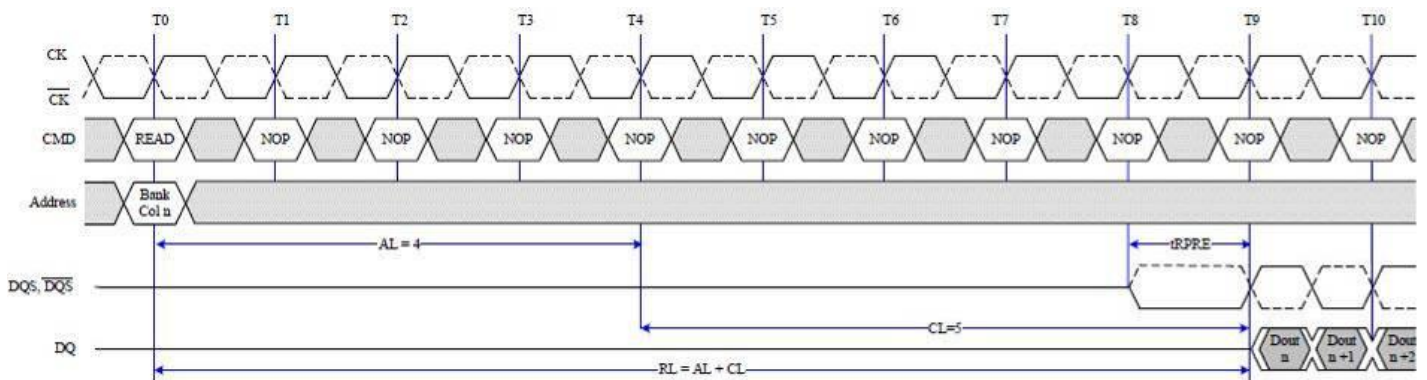 T0 T1 T2 T3 T4 T5 T6 T7 T8 T9 T10
CK
CK
CMD READ NOP NOP NOP NOP NOP NOP NOP NOP NOP NOP
Address Bank
Col n
AL = 4 tRPRE
DQS, DQS
CL=5
DQ Dout Dout Dout
n n+1 n+2
RL = AL + CL